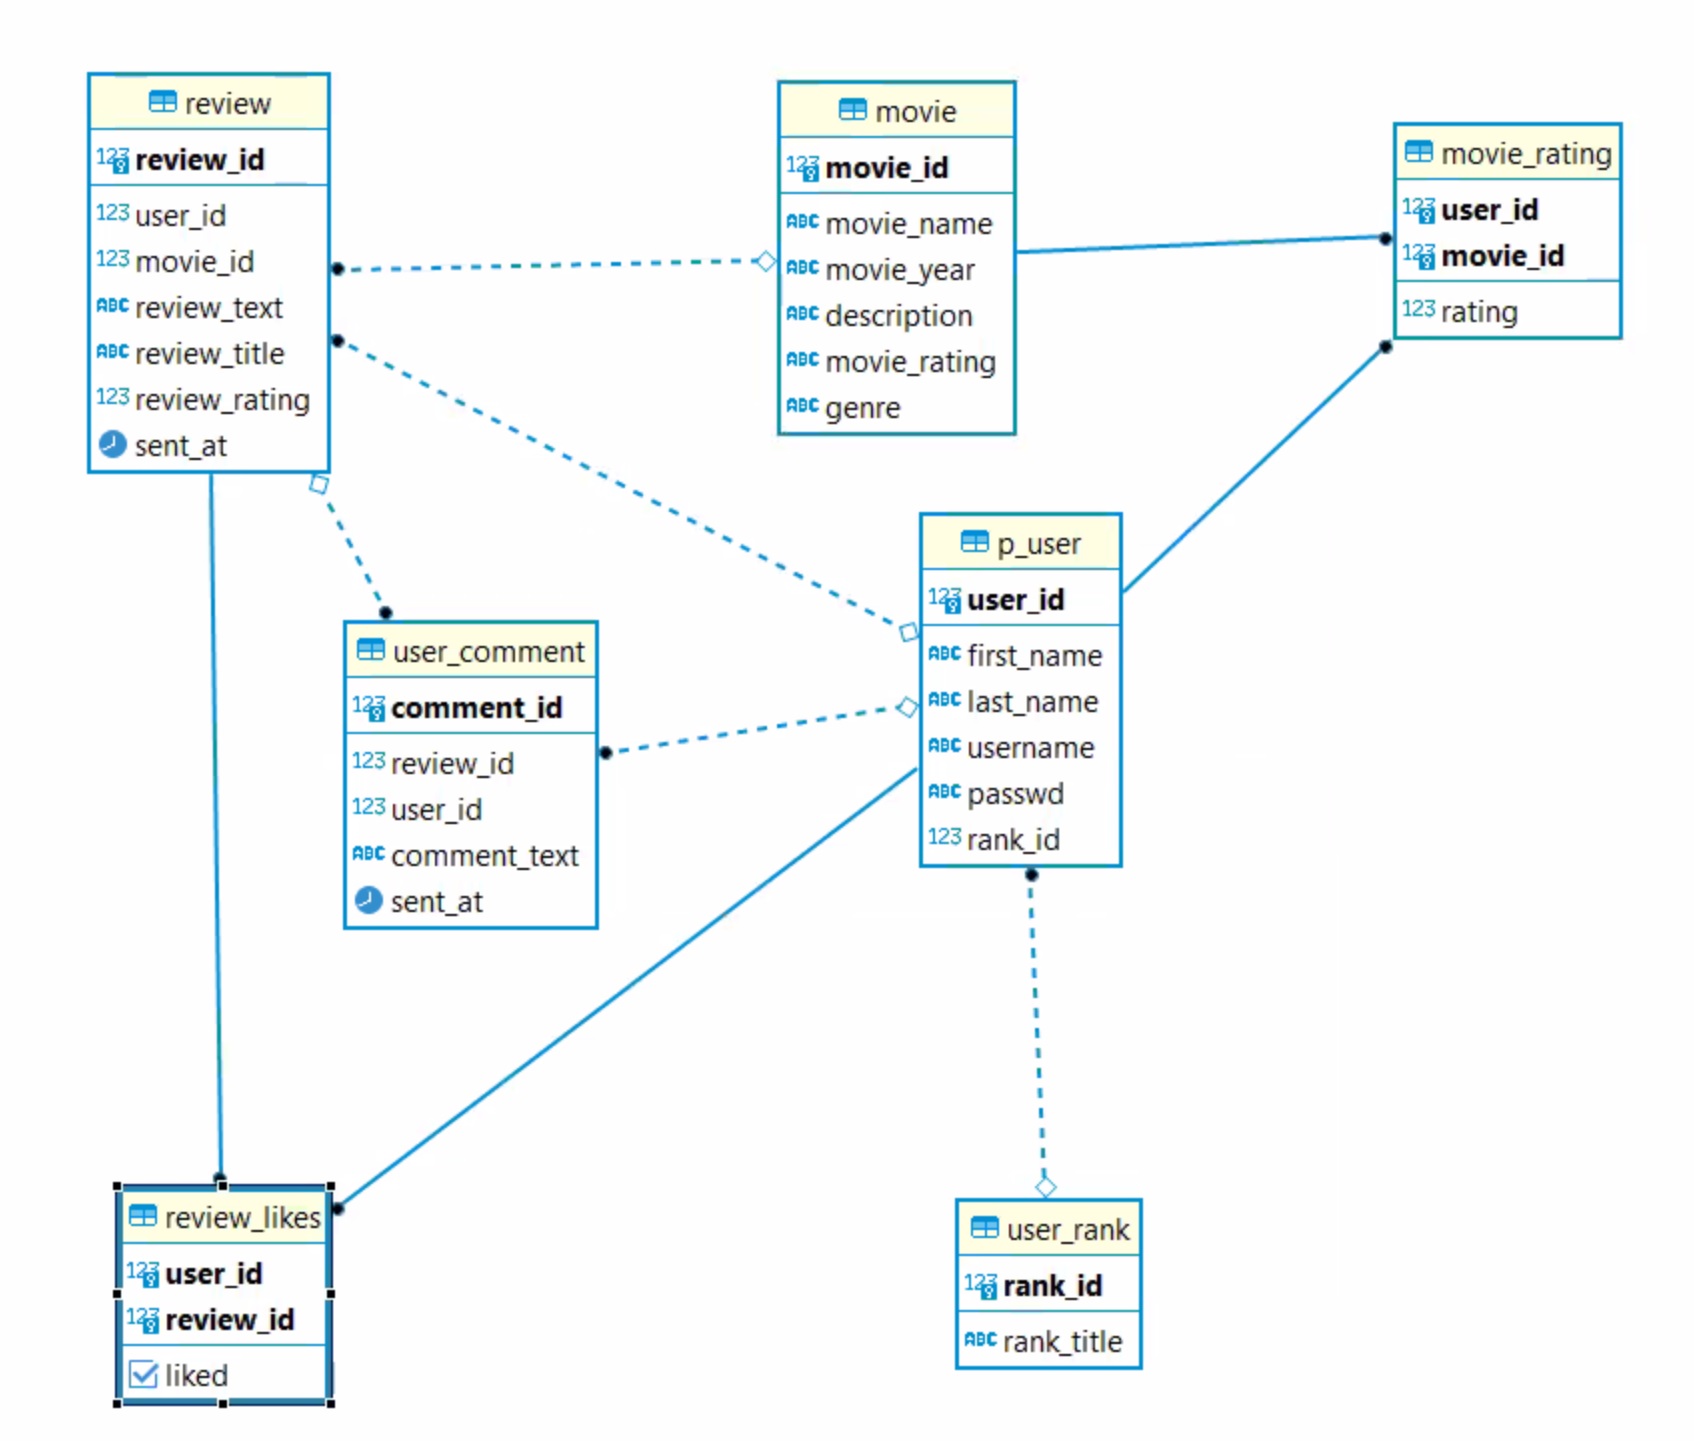 review
123 review_id
123 user_id
123 movie_id
ABC review_text
ABC review_title
123 review_rating
sent_at
movie
123 movie_id
ABC movie_name
ABC movie_year
ABC description
ABC movie_rating
ABC genre
movie_rating
123 user_id
123 movie_id
123 rating
p_user
123 user_id
ABC first_name
ABC last_name
ABC username
ABC passwd
123 rank_id
user_comment
123 comment_id
123 review_id
123 user_id
ABC comment_text
sent_at
review_likes
123 user_id
123 review_id
liked
user_rank
123 rank_id
ABC rank_title